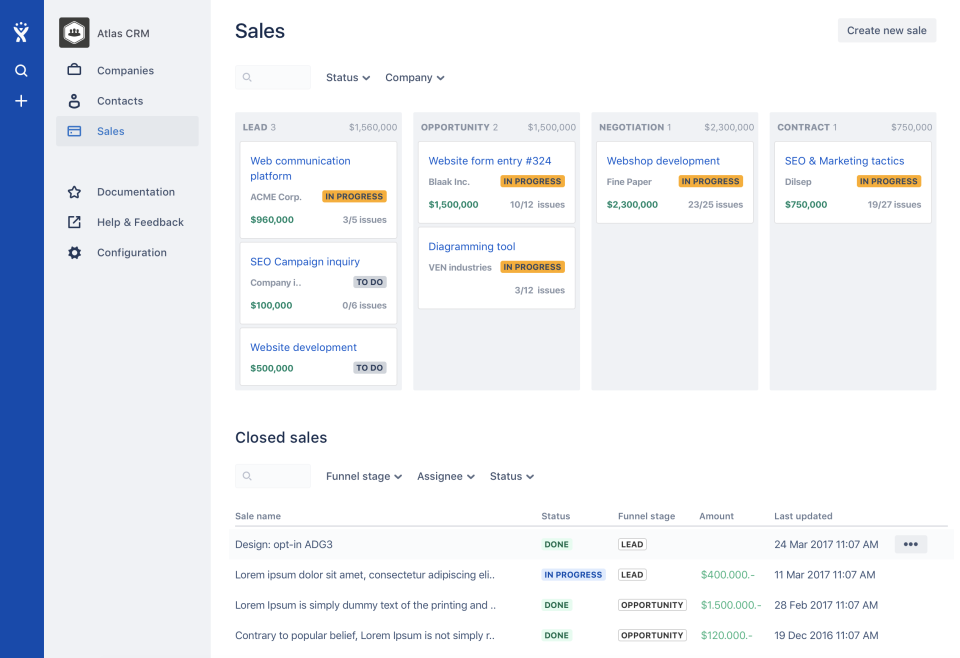 Atlas CRM
Companies
Contacts
Sales
Documentation
Help & Feedback
Configuration
Sales
Create new sale
Status
Company
LEAD 3 $1,560,000
Web communication
platform
ACME Corp. IN PROGRESS
$960,000 3/5 issues
SEO Campaign inquiry
Company i.. TO DO
$100,000 0/6 issues
Website development
$500,000 TO DO
OPPORTUNITY 2 $1,500,000
Website form entry #324
Blaak Inc. IN PROGRESS
$1,500,000 10/12 issues
Diagramming tool
VEN industries IN PROGRESS
3/12 issues
NEGOTIATION 1 $2,300,000
Webshop development
Fine Paper IN PROGRESS
$2,300,000 23/25 issues
CONTRACT 1 $750,000
SEO & Marketing tactics
Dilsep IN PROGRESS
$750,000 19/27 issues
Closed sales
Funnel stage Assignee Status
Sale name Status Funnel stage Amount Last updated
Design: opt-in ADG3 DONE LEAD 24 Mar 2017 11:07 AM
Lorem ipsum dolor sit amet, consectetur adipiscing eli.. IN PROGRESS LEAD $400.000.- 11 Mar 2017 11:07 AM
Lorem Ipsum is simply dummy text of the printing and .. DONE OPPORTUNITY $1.500.000.- 28 Feb 2017 11:07 AM
Contrary to popular belief, Lorem Ipsum is not simply r.. DONE OPPORTUNITY $120.000.- 19 Dec 2016 11:07 AM